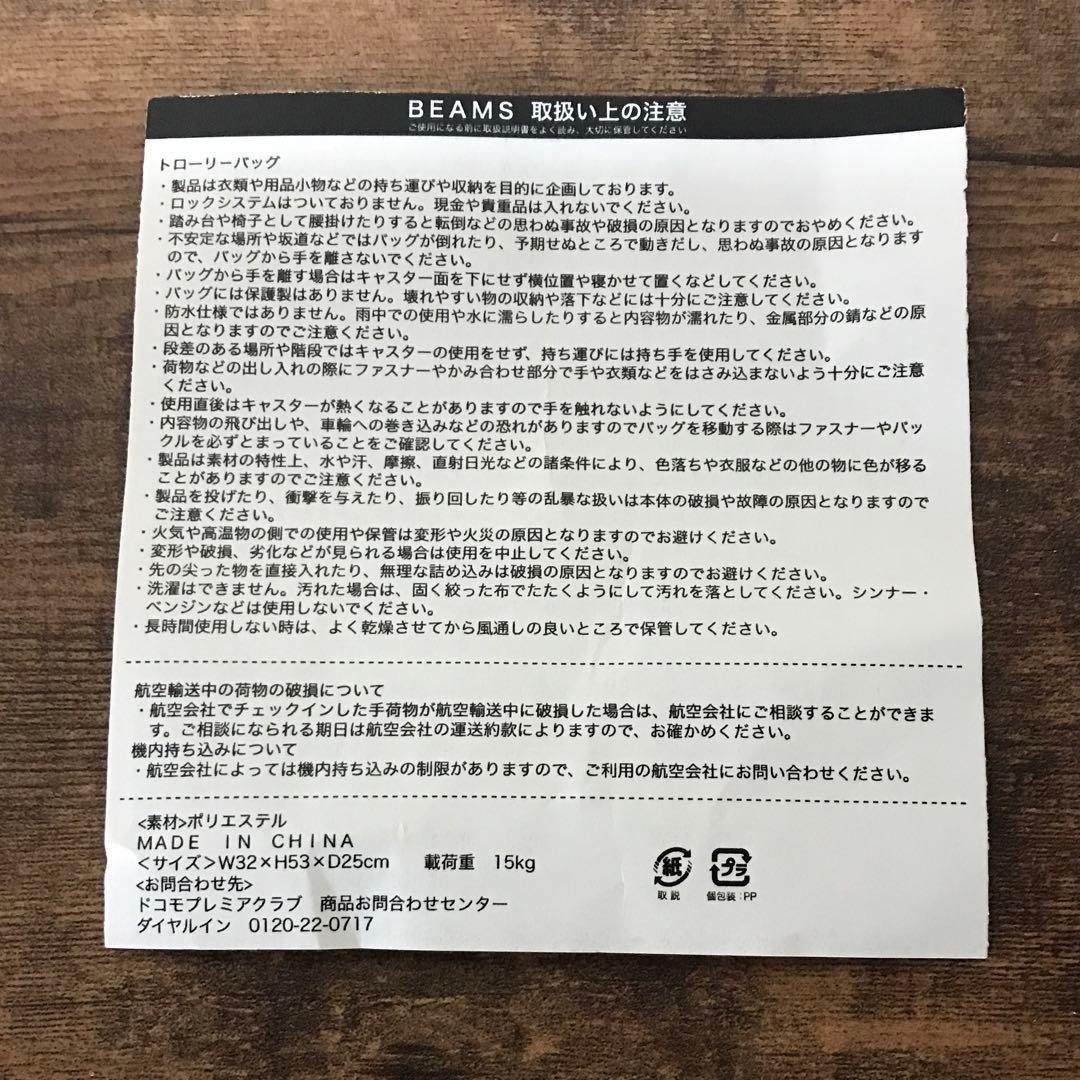 BEAMS 取扱い上の注意
ご使用になる前に取扱説明書をよく読み、大切に保管してください
トローリーバッグ
・製品は衣類や用品小物などの持ち運びや収納を目的に企画しております。
・ロックシステムはついておりません。現金や貴重品は入れないでください。
・踏み台や椅子として腰掛けたりすると転倒などの思わぬ事故や破損の原因となりますのでおやめください。
・不安定な場所や坂道などではバッグが倒れたり、予期せぬところで動きだし、思わぬ事故の原因となります
ので、バッグから手を離さないでください。
・バッグから手を離す場合はキャスター面を下にせず横位置や寝かせて置くなどしてください。
・バッグには保護製はありません。壊れやすい物の収納や落下などには十分にご注意してください。
・防水仕様ではありません。雨中での使用や水に濡らしたりすると内容物が濡れたり、金属部分の錆などの原
因となりますのでご注意ください。
・段差のある場所や階段ではキャスターの使用をせず、持ち運びには持ち手を使用してください。
・荷物などの出し入れの際にファスナーやかみ合わせ部分で手や衣類などをはさみ込まないよう十分にご注意
ください。
・使用直後はキャスターが熱くなることがありますので手を触れないようにしてください。
・内容物の飛び出しや、車輪への巻き込みなどの恐れがありますのでバッグを移動する際はファスナーやバッ
クルを必ずとまっていることをご確認してください。
・製品は素材の特性上、水や汗、摩擦、直射日光などの諸条件により、色落ちや衣服などの他の物に色が移る
ことがありますのでご注意ください。
・製品を投げたり、衝撃を与えたり、振り回したり等の乱暴な扱いは本体の破損や故障の原因となりますので
ご注意ください。
・火気や高温物の側での使用や保管は変形や火災の原因となりますのでお避けください。
・変形や破損、劣化などが見られる場合は使用を中止してください。
・先の尖った物を直接入れたり、無理な詰め込みは破損の原因となりますのでお避けください。
・洗濯はできません。汚れた場合は、固く絞った布でたたくようにして汚れを落としてください。シンナー・
ベンジンなどは使用しないでください。
・長時間使用しない時は、よく乾燥させてから風通しの良いところで保管してください。
航空輸送中の荷物の破損について
・航空会社でチェックインした手荷物が航空輸送中に破損した場合は、航空会社にご相談することができま
す。ご相談になられる期日は航空会社の運送約款によりますので、お確かめください。
機内持ち込みについて
・航空会社によっては機内持ち込みの制限がありますので、ご利用の航空会社にお問い合わせください。
<素材>ポリエステル
MADE IN CHINA
<サイズ>W32×H53×D25cm 載荷重 15kg
<お問合わせ先>
ドコモプレミアクラブ 商品お問合わせセンター
ダイヤルイン 0120-22-0717
紙 プラ
取説 個包装:PP